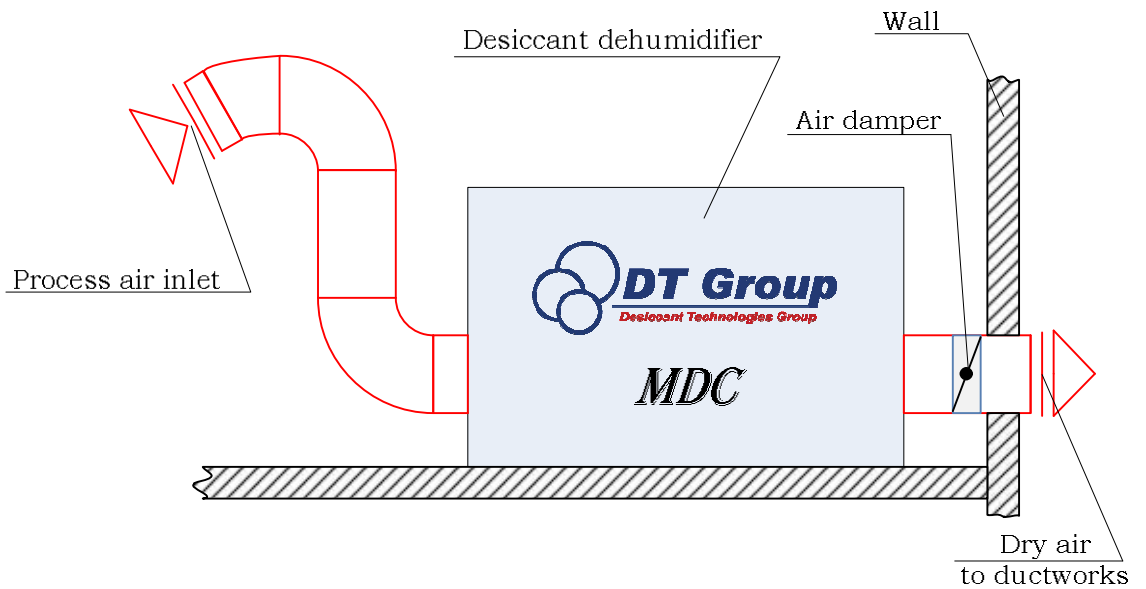 Wall
Desiccant dehumidifier
Air damper
Process air inlet
DT Group
Desiccant Technologies Group
MDC
Dry air
to ductworks